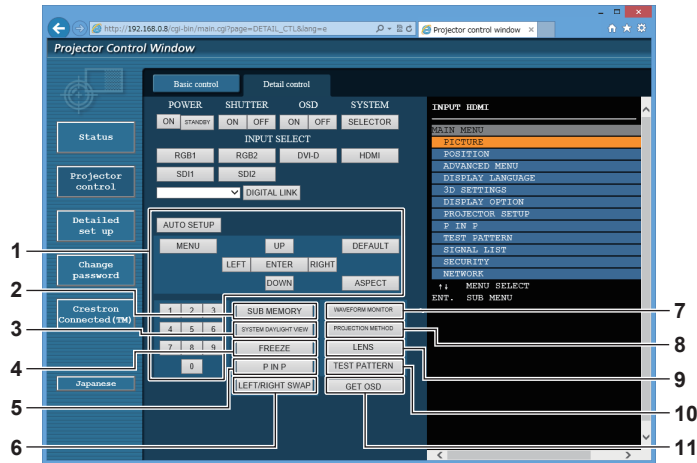 http://192.168.0.8/cgi-bin/main.cgi?page=DETAIL_CTL&lang=e
Projector control window
Projector Control Window
Basic control
Detail control
POWER SHUTTER OSD SYSTEM
ON STANDBY ON OFF ON OFF SELECTOR
INPUT SELECT
RGB1 RGB2 DVI-D HDMI
SDI1 SDI2
DIGITAL LINK
AUTO SETUP
MENU UP DEFAULT
LEFT ENTER RIGHT
DOWN ASPECT
1 2 3 SUB MEMORY WAVEFORM MONITOR
4 5 6 SYSTEM DAYLIGHT VIEW PROJECTION METHOD
7 8 9 FREEZE LENS
0 P IN P TEST PATTERN
LEFT/RIGHT SWAP GET OSD
Status
Projector
control
Detailed
set up
Change
password
Crestron
Connected(TM)
Japanese
INPUT HDMI
MAIN MENU
PICTURE
POSITION
ADVANCED MENU
DISPLAY LANGUAGE
3D SETTINGS
DISPLAY OPTION
PROJECTOR SETUP
P IN P
TEST PATTERN
SIGNAL LIST
SECURITY
NETWORK
↑↓ MENU SELECT
ENT. SUB MENU
1
2
3
4
5
6
7
8
9
10
11